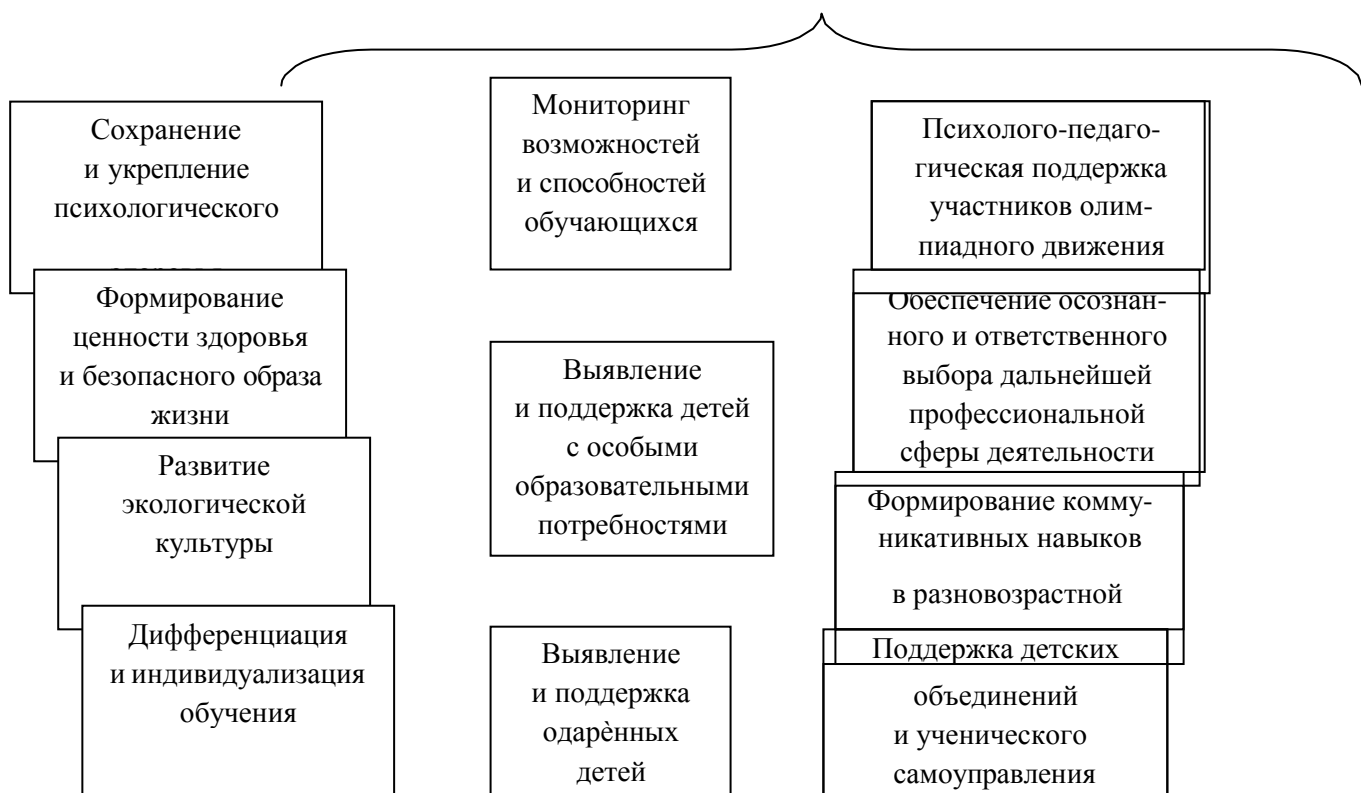 Сохранение
и укрепление
психологического
Формирование
ценности здоровья
и безопасного образа
жизни
Развитие
экологической
культуры
Дифференциация
и индивидуализация
обучения
Мониторинг
возможностей
и способностей
обучающихся
Выявление
и поддержка детей
с особыми
образовательными
потребностями
Выявление
и поддержка
одарѐнных
детей
Психолого-педаго-
гическая поддержка
участников олим-
пиадного движения
Обеспечение осознан-
ного и ответственного
выбора дальнейшей
профессиональной
сферы деятельности
Формирование комму-
никативных навыков
в разновозрастной
Поддержка детских
объединений
и ученического
самоуправления